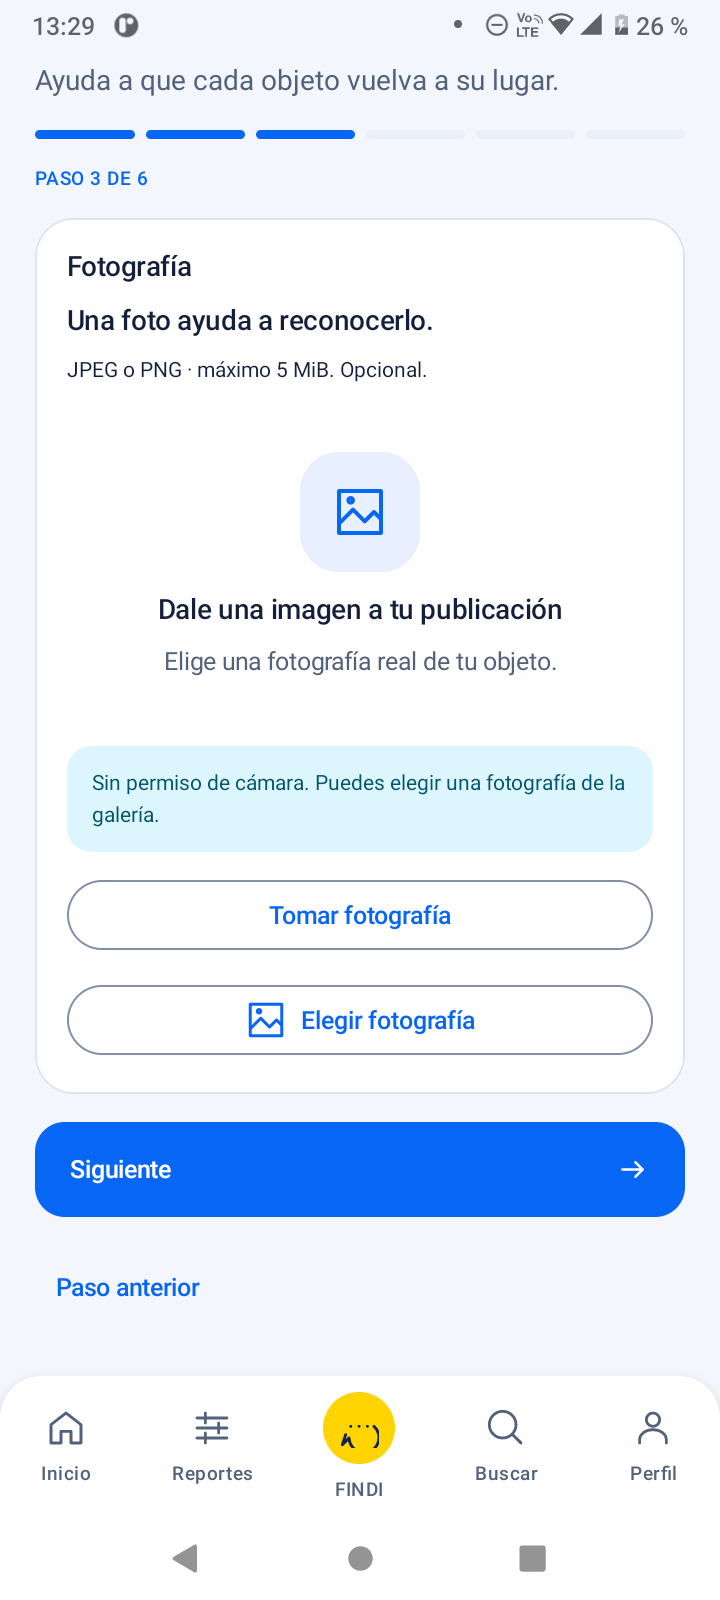 13:29
Vo LTE
26 %
Ayuda a que cada objeto vuelva a su lugar.
PASO 3 DE 6
Fotografía
Una foto ayuda a reconocerlo.
JPEG o PNG · máximo 5 MiB. Opcional.
Dale una imagen a tu publicación
Elige una fotografía real de tu objeto.
Sin permiso de cámara. Puedes elegir una fotografía de la
galería.
Tomar fotografía
Elegir fotografía
Siguiente
Paso anterior
Inicio
Reportes
FINDI
Buscar
Perfil